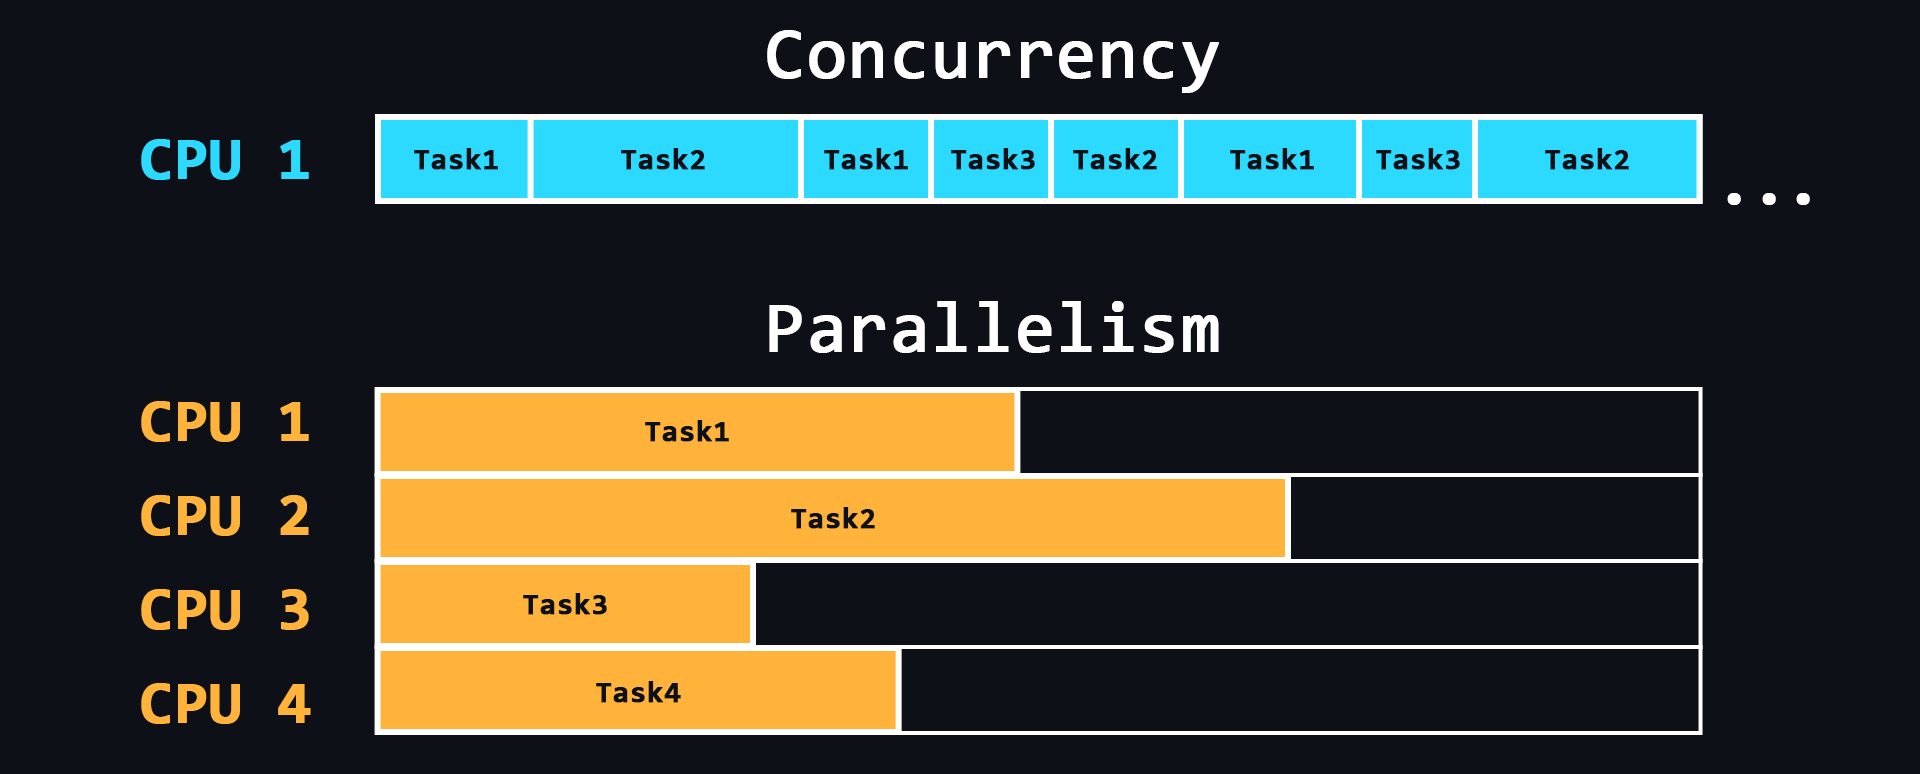 Concurrency
CPU 1 Task1 Task2 Task1 Task3 Task2 Task1 Task3 Task2 ...
Parallelism
CPU 1 Task1
CPU 2 Task2
CPU 3 Task3
CPU 4 Task4